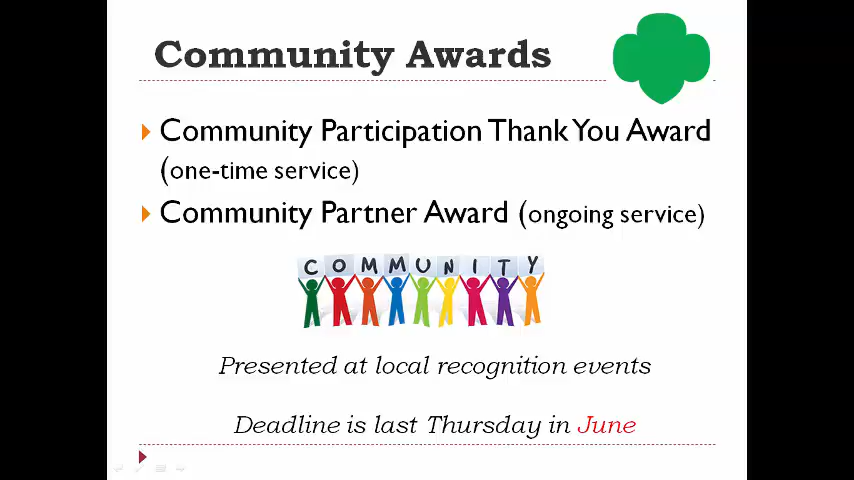 Community Awards
Community Participation Thank You Award
(one-time service)
Community Partner Award (ongoing service)
COMMUNITY
Presented at local recognition events
Deadline is last Thursday in June